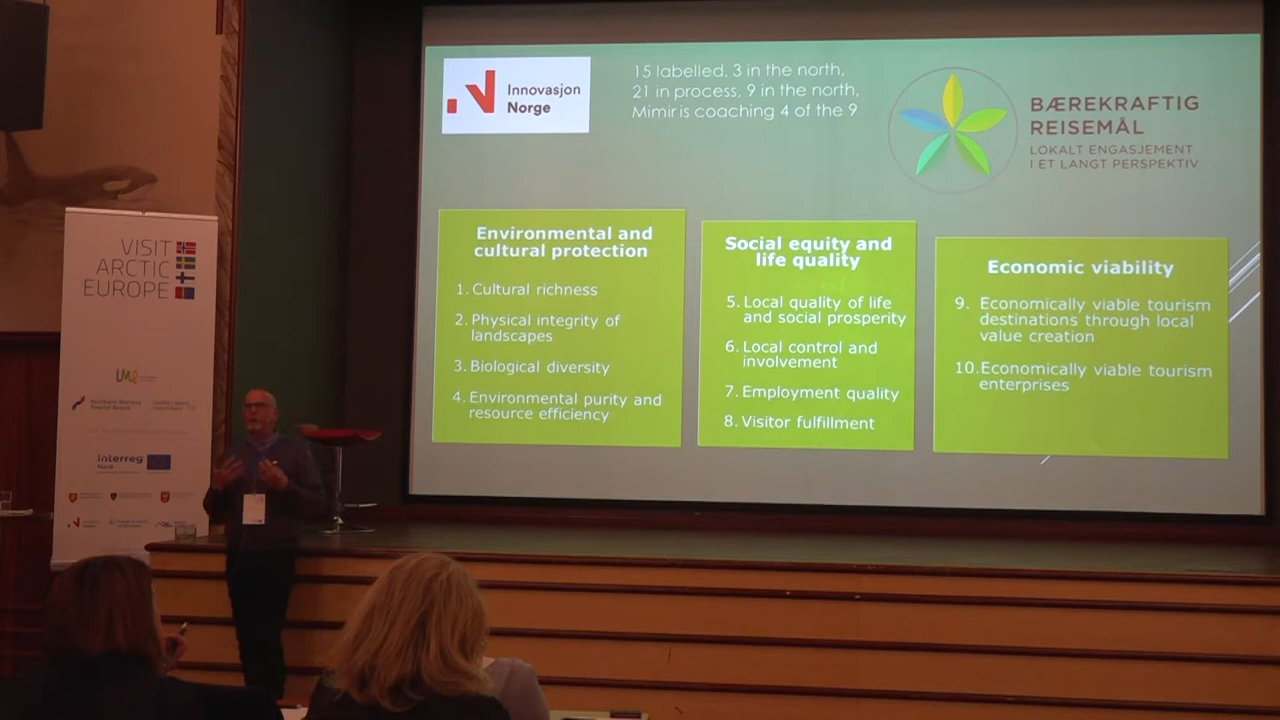 Innovasjon
Norge
15 labelled, 3 in the north,
21 in process, 9 in the north,
Mimir is coaching 4 of the 9
BÆREKRAFTIG
REISEMÅL
LOKALT ENGASJEMENT
I ET LANGT PERSPEKTIV
Environmental and
cultural protection
1. Cultural richness
2. Physical integrity of
landscapes
3. Biological diversity
4. Environmental purity and
resource efficiency
Social equity and
life quality
5. Local quality of life
and social prosperity
6. Local control and
involvement
7. Employment quality
8. Visitor fulfillment
Economic viability
9. Economically viable tourism
destinations through local
value creation
10. Economically viable tourism
enterprises
VISIT
ARCTIC
EUROPE
interreg
Nord